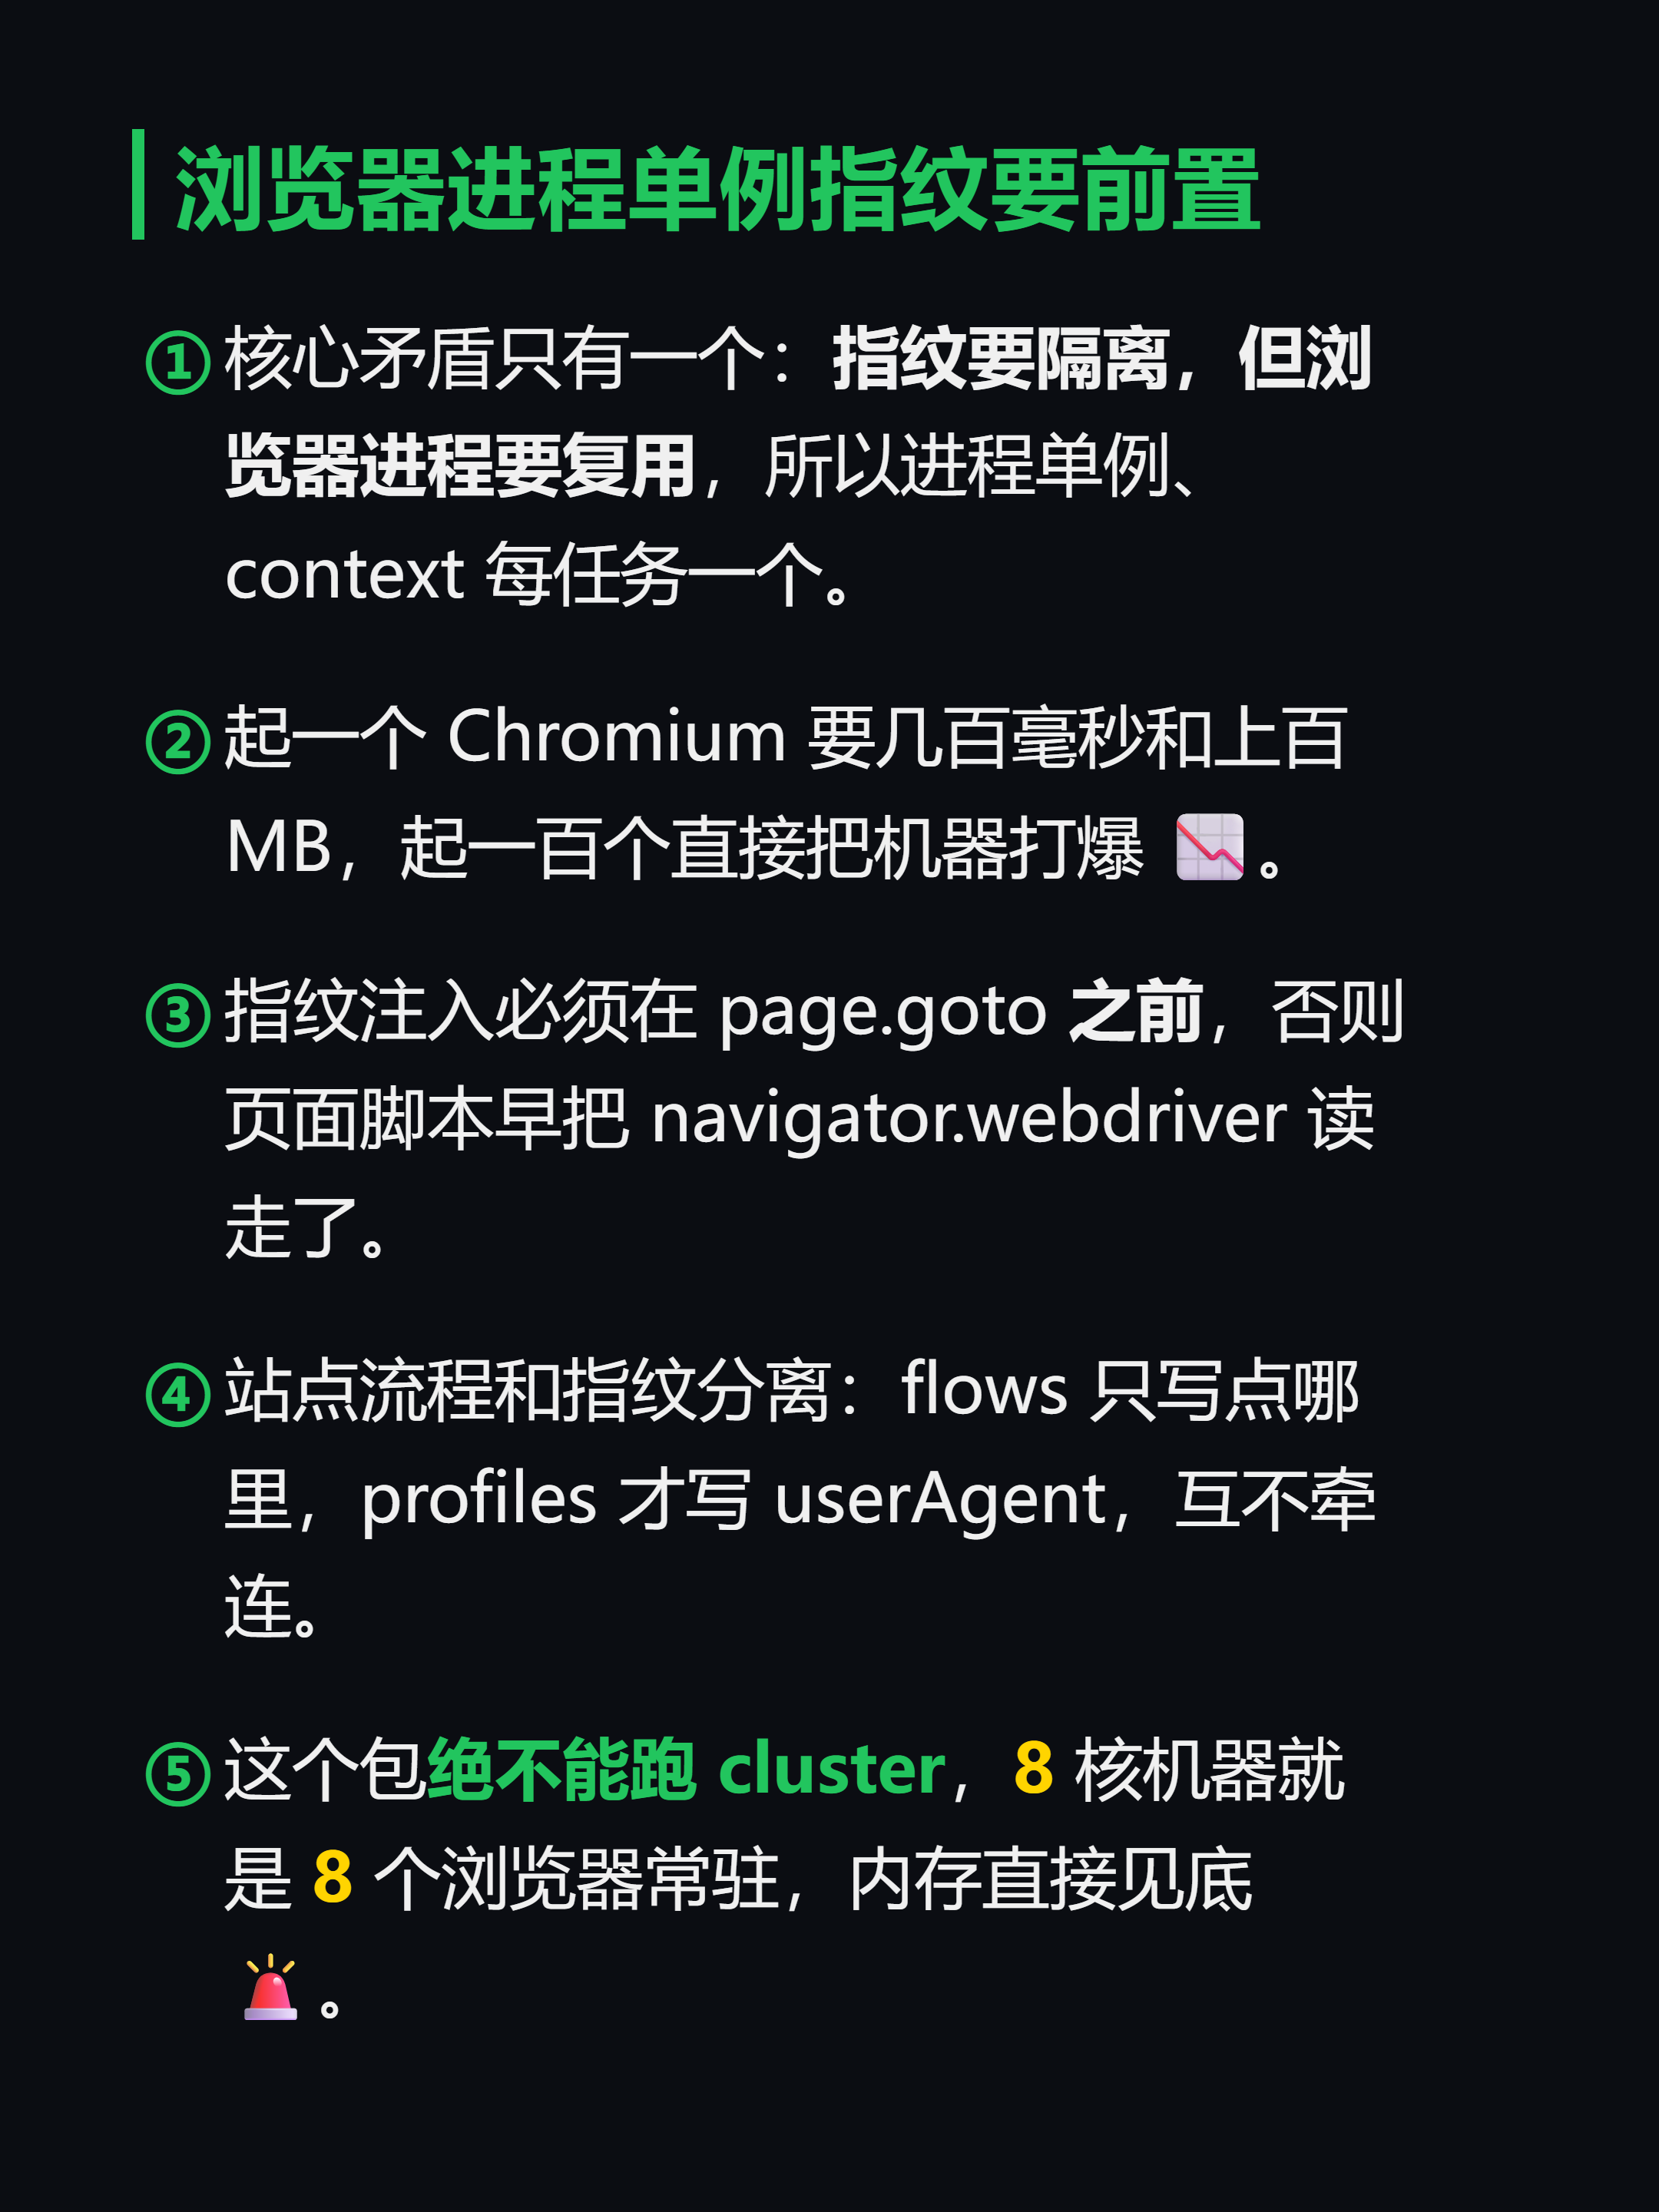 浏览器进程单例指纹要前置
① 核心矛盾只有一个：指纹要隔离，但浏
览器进程要复用，所以进程单例、
context 每任务一个。
② 起一个 Chromium 要几百毫秒和上百
MB，起一百个直接把机器打爆 📉。
③ 指纹注入必须在 page.goto 之前，否则
页面脚本早把 navigator.webdriver 读
走了。
④ 站点流程和指纹分离：flows 只写点哪
里，profiles 才写 userAgent，互不牵
连。
⑤ 这个包绝不能跑 cluster，8 核机器就
是 8 个浏览器常驻，内存直接见底
🚨。